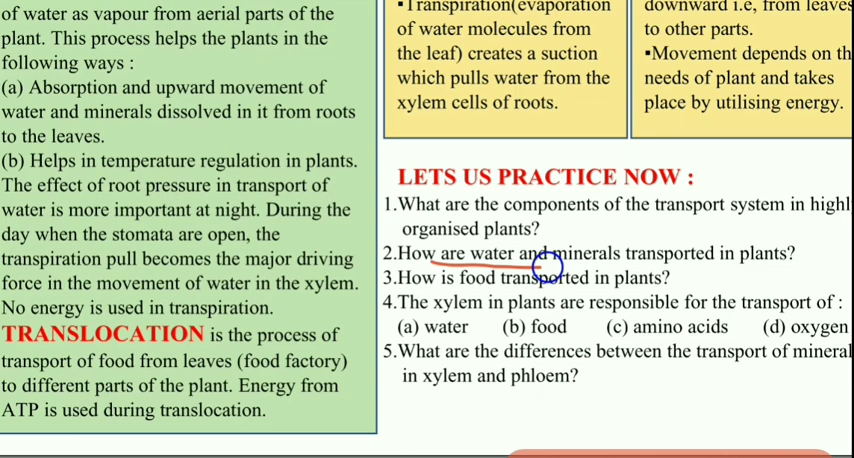 of water as vapour from aerial parts of the
plant. This process helps the plants in the
following ways :
(a) Absorption and upward movement of
water and minerals dissolved in it from roots
to the leaves.
(b) Helps in temperature regulation in plants.
The effect of root pressure in transport of
water is more important at night. During the
day when the stomata are open, the
transpiration pull becomes the major driving
force in the movement of water in the xylem.
No energy is used in transpiration.
TRANSLOCATION is the process of
transport of food from leaves (food factory)
to different parts of the plant. Energy from
ATP is used during translocation.
▪Transpiration(evaporation
of water molecules from
the leaf) creates a suction
which pulls water from the
xylem cells of roots.
downward i.e, from leaves
to other parts.
▪Movement depends on th
needs of plant and takes
place by utilising energy.
LETS US PRACTICE NOW :
1.What are the components of the transport system in highl
organised plants?
2.How are water and minerals transported in plants?
3.How is food transported in plants?
4.The xylem in plants are responsible for the transport of :
(a) water (b) food (c) amino acids (d) oxygen
5.What are the differences between the transport of mineral
in xylem and phloem?